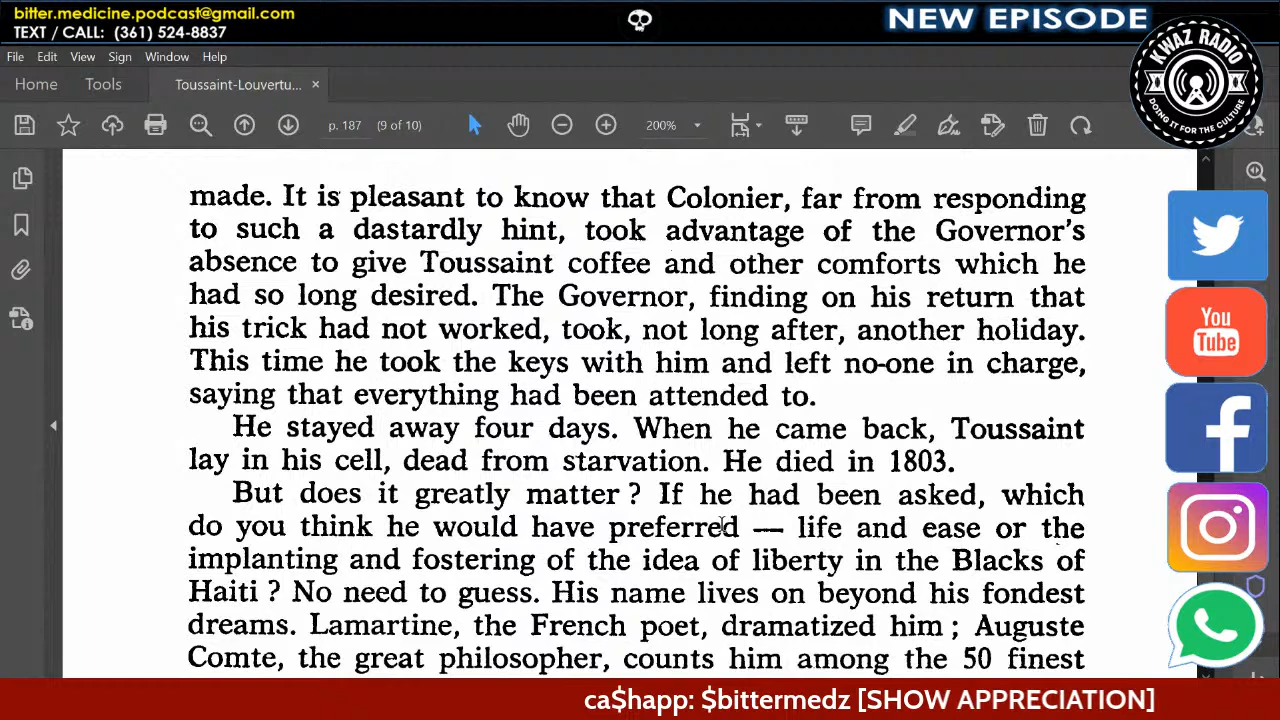 bitter.medicine.podcast@gmail.com
TEXT / CALL: (361) 524-8837
NEW EPISODE
KWAZ RADIO
DOING IT FOR THE CULTURE
File Edit View Sign Window Help
Home Tools Toussaint-Louvertu... ×
p. 187 (9 of 10) 200%
made. It is pleasant to know that Colonier, far from responding
to such a dastardly hint, took advantage of the Governor's
absence to give Toussaint coffee and other comforts which he
had so long desired. The Governor, finding on his return that
his trick had not worked, took, not long after, another holiday.
This time he took the keys with him and left no-one in charge,
saying that everything had been attended to.
He stayed away four days. When he came back, Toussaint
lay in his cell, dead from starvation. He died in 1803.
But does it greatly matter ? If he had been asked, which
do you think he would have preferred — life and ease or the
implanting and fostering of the idea of liberty in the Blacks of
Haiti ? No need to guess. His name lives on beyond his fondest
dreams. Lamartine, the French poet, dramatized him ; Auguste
Comte, the great philosopher, counts him among the 50 finest
You
Tube
ca$happ: $bittermedz [SHOW APPRECIATION]